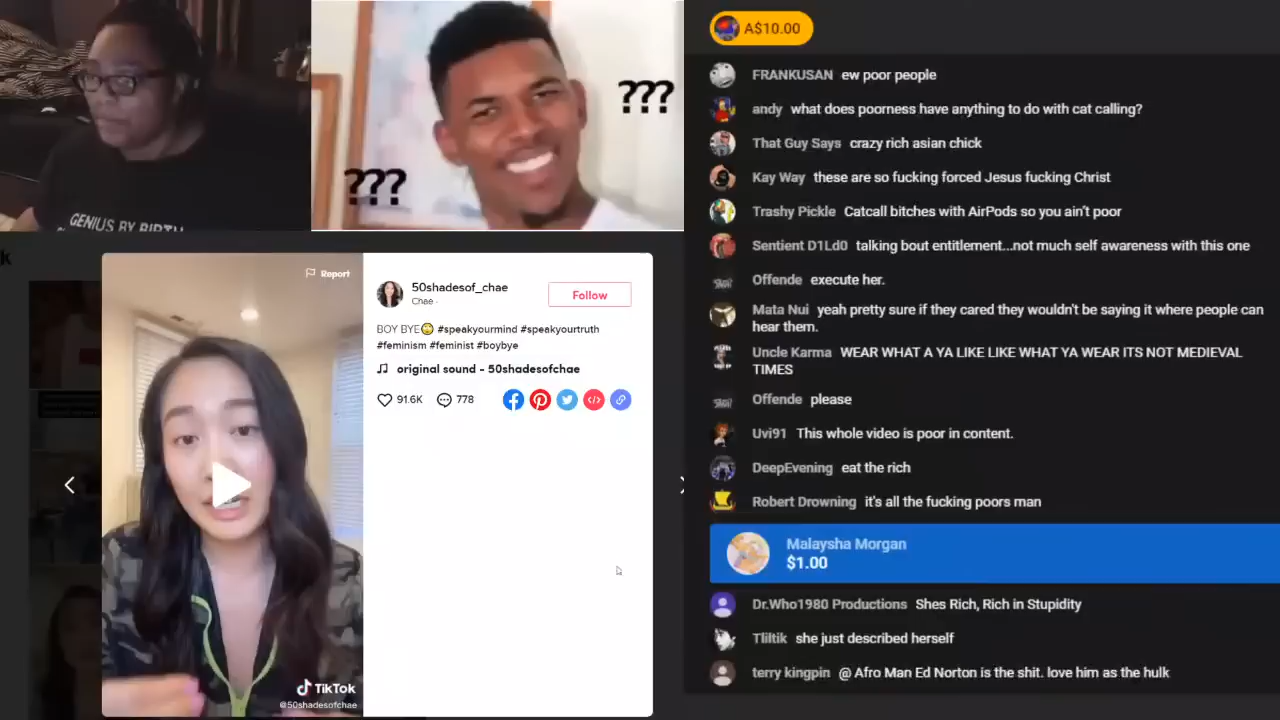 GENIUS BY BIRTH
???
???
k
Report
TikTok
@50shadesofchae
50shadesof_chae
Chae ·
Follow
BOY BYE🙄 #speakyourmind #speakyourtruth
#feminism #feminist #boybye
original sound - 50shadesofchae
91.6K
778
A$10.00
FRANKUSAN ew poor people
andy what does poorness have anything to do with cat calling?
That Guy Says crazy rich asian chick
Kay Way these are so fucking forced Jesus fucking Christ
Trashy Pickle Catcall bitches with AirPods so you ain't poor
Sentient D1Ld0 talking bout entitlement...not much self awareness with this one
Offende execute her.
Mata Nui yeah pretty sure if they cared they wouldn't be saying it where people can
hear them.
Uncle Karma WEAR WHAT A YA LIKE LIKE WHAT YA WEAR ITS NOT MEDIEVAL
TIMES
Offende please
Uvi91 This whole video is poor in content.
DeepEvening eat the rich
Robert Drowning it's all the fucking poors man
Malaysha Morgan
$1.00
Dr.Who1980 Productions Shes Rich, Rich in Stupidity
Tliltik she just described herself
terry kingpin @ Afro Man Ed Norton is the shit. love him as the hulk